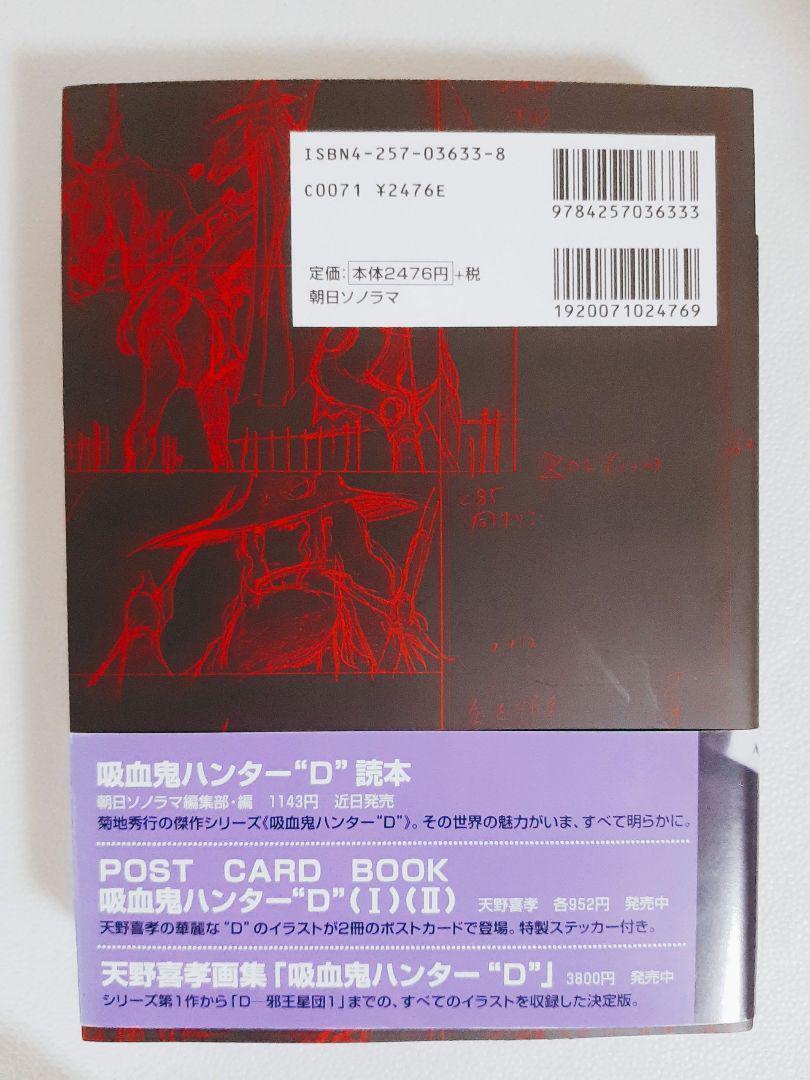 ISBN4-257-03633-8
C0071 ¥2476E
9784257036333
定価: 本体2476円+税
朝日ソノラマ
1920071024769
吸血鬼ハンター“D”読本
朝日ソノラマ編集部・編 1143円 近日発売
菊地秀行の傑作シリーズ《吸血鬼ハンター“D”》。その世界の魅力がいま、すべて明らかに。
POST CARD BOOK
吸血鬼ハンター“D”(Ⅰ)(Ⅱ) 天野喜孝 各952円 発売中
天野喜孝の華麗な“D”のイラストが2冊のポストカードで登場。特製ステッカー付き。
天野喜孝画集「吸血鬼ハンター“D”」 3800円 発売中
シリーズ第1作から「D―邪王星団1」までの、すべてのイラストを収録した決定版。